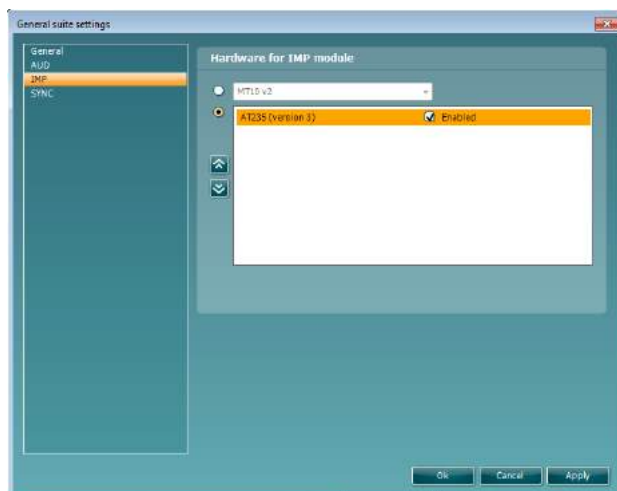 General suite settings
General
AUD
IMP
SYNC
Hardware for IMP module
MT10 v2
AT235 (version 3)
Enabled
Ok
Cancel
Apply